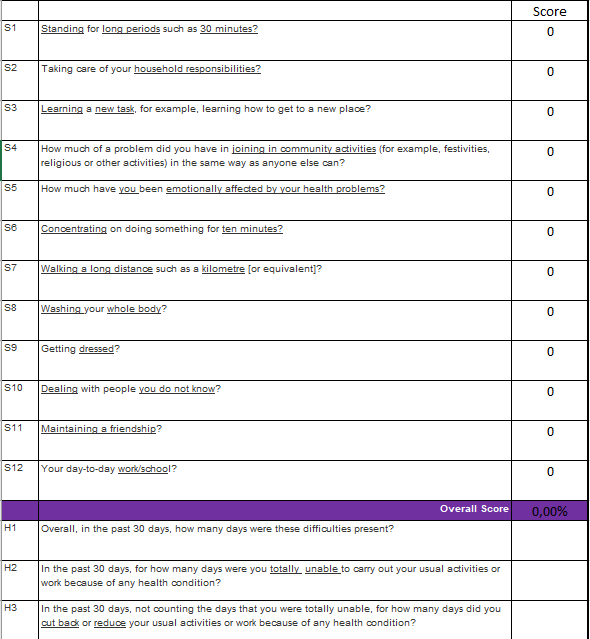 Score
S1 Standing for long periods such as 30 minutes? 0
S2 Taking care of your household responsibilities? 0
S3 Learning a new task, for example, learning how to get to a new place? 0
S4 How much of a problem did you have in joining in community activities (for example, festivities, 0
religious or other activities) in the same way as anyone else can?
S5 How much have you been emotionally affected by your health problems? 0
S6 Concentrating on doing something for ten minutes? 0
S7 Walking a long distance such as a kilometre [or equivalent]? 0
S8 Washing your whole body? 0
S9 Getting dressed? 0
S10 Dealing with people you do not know? 0
S11 Maintaining a friendship? 0
S12 Your day-to-day work/school? 0
Overall Score 0,00%
H1 Overall, in the past 30 days, how many days were these difficulties present?
H2 In the past 30 days, for how many days were you totally unable to carry out your usual activities or
work because of any health condition?
H3 In the past 30 days, not counting the days that you were totally unable, for how many days did you
cut back or reduce your usual activities or work because of any health condition?